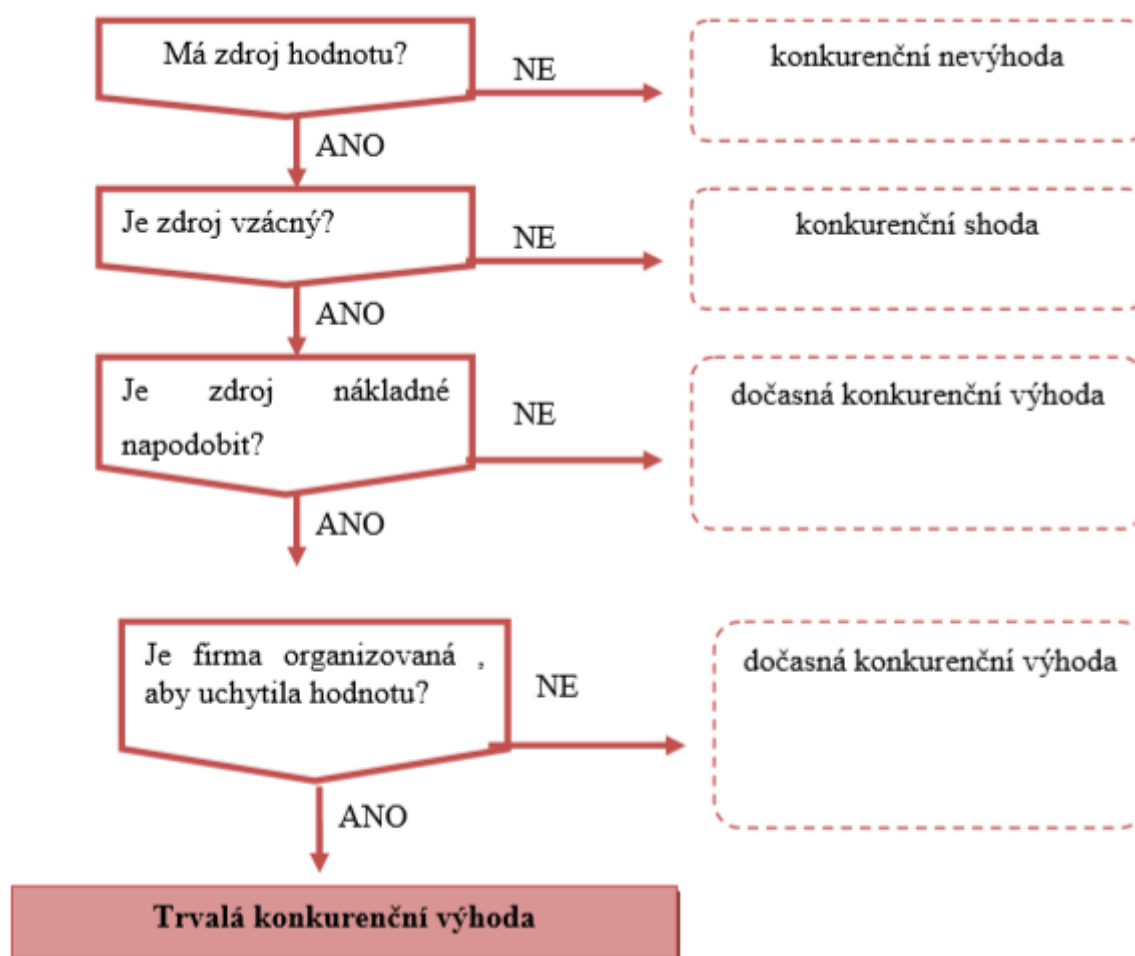 Má zdroj hodnotu?
NE
konkurenční nevýhoda
ANO
Je zdroj vzácný?
NE
konkurenční shoda
ANO
Je zdroj nákladné
napodobit?
NE
dočasná konkurenční výhoda
ANO
Je firma organizovaná ,
aby uchytila hodnotu?
NE
dočasná konkurenční výhoda
ANO
Trvalá konkurenční výhoda